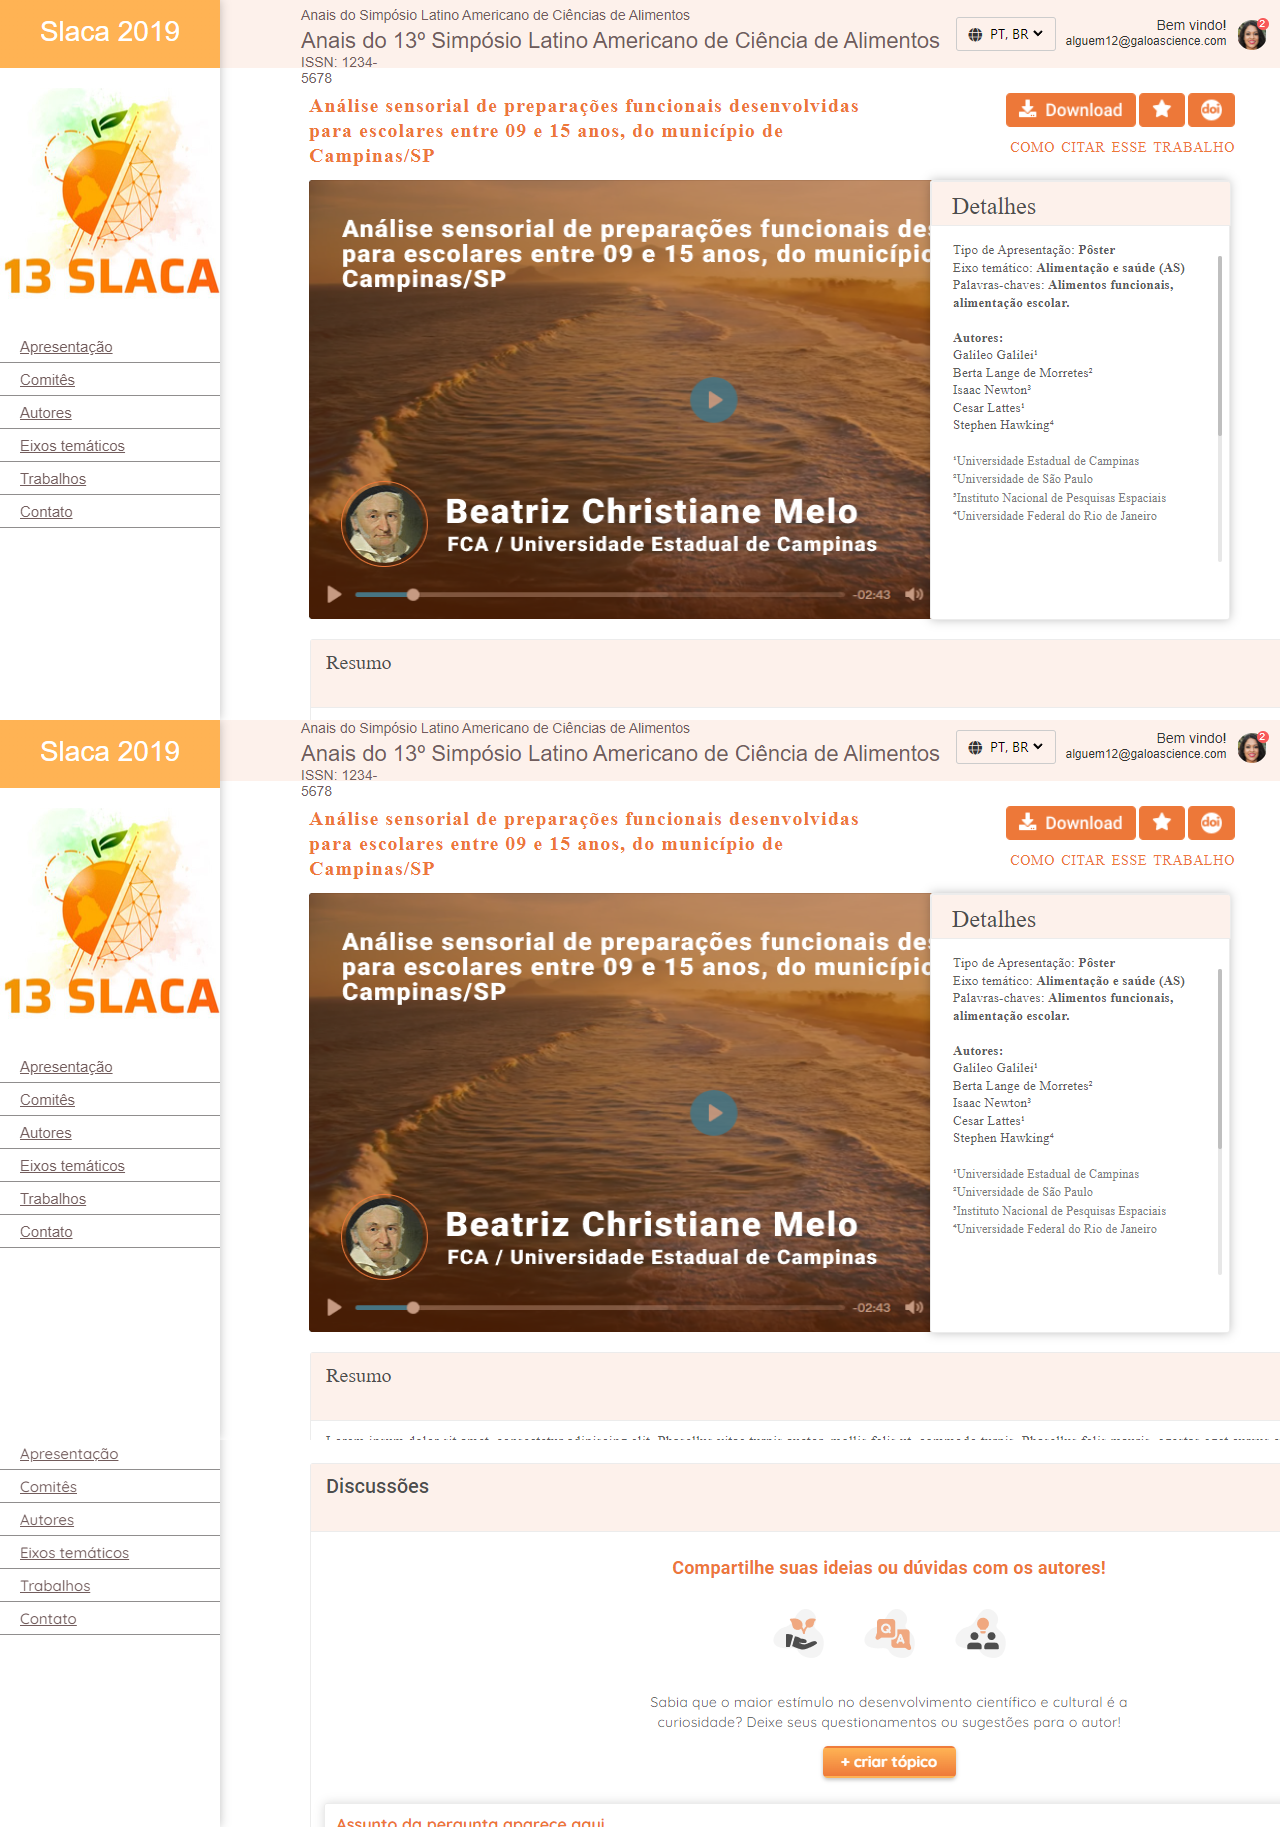 Slaca 2019
Anais do Simpósio Latino Americano de Ciências de Alimentos
Anais do 13º Simpósio Latino Americano de Ciência de Alimentos
ISSN: 1234-
5678
PT, BR
Bem vindo!
alguem12@galoascience.com
2
13 SLACA
Apresentação
Comitês
Autores
Eixos temáticos
Trabalhos
Contato
Análise sensorial de preparações funcionais desenvolvidas
para escolares entre 09 e 15 anos, do município de
Campinas/SP
Download
doi
COMO CITAR ESSE TRABALHO
Análise sensorial de preparações funcionais des
para escolares entre 09 e 15 anos, do município
Campinas/SP
Beatriz Christiane Melo
FCA / Universidade Estadual de Campinas
-02:43
Detalhes
Tipo de Apresentação: Pôster
Eixo temático: Alimentação e saúde (AS)
Palavras-chaves: Alimentos funcionais,
alimentação escolar.
Autores:
Galileo Galilei¹
Berta Lange de Morretes²
Isaac Newton³
Cesar Lattes¹
Stephen Hawking⁴
¹Universidade Estadual de Campinas
²Universidade de São Paulo
³Instituto Nacional de Pesquisas Espaciais
⁴Universidade Federal do Rio de Janeiro
Resumo
Slaca 2019
Anais do Simpósio Latino Americano de Ciências de Alimentos
Anais do 13º Simpósio Latino Americano de Ciência de Alimentos
ISSN: 1234-
5678
PT, BR
Bem vindo!
alguem12@galoascience.com
2
13 SLACA
Apresentação
Comitês
Autores
Eixos temáticos
Trabalhos
Contato
Análise sensorial de preparações funcionais desenvolvidas
para escolares entre 09 e 15 anos, do município de
Campinas/SP
Download
doi
COMO CITAR ESSE TRABALHO
Análise sensorial de preparações funcionais des
para escolares entre 09 e 15 anos, do município
Campinas/SP
Beatriz Christiane Melo
FCA / Universidade Estadual de Campinas
-02:43
Detalhes
Tipo de Apresentação: Pôster
Eixo temático: Alimentação e saúde (AS)
Palavras-chaves: Alimentos funcionais,
alimentação escolar.
Autores:
Galileo Galilei¹
Berta Lange de Morretes²
Isaac Newton³
Cesar Lattes¹
Stephen Hawking⁴
¹Universidade Estadual de Campinas
²Universidade de São Paulo
³Instituto Nacional de Pesquisas Espaciais
⁴Universidade Federal do Rio de Janeiro
Resumo
Apresentação
Comitês
Autores
Eixos temáticos
Trabalhos
Contato
Discussões
Compartilhe suas ideias ou dúvidas com os autores!
Q A
Sabia que o maior estímulo no desenvolvimento científico e cultural é a
curiosidade? Deixe seus questionamentos ou sugestões para o autor!
+ criar tópico
Assunto da pergunta aparece aqui